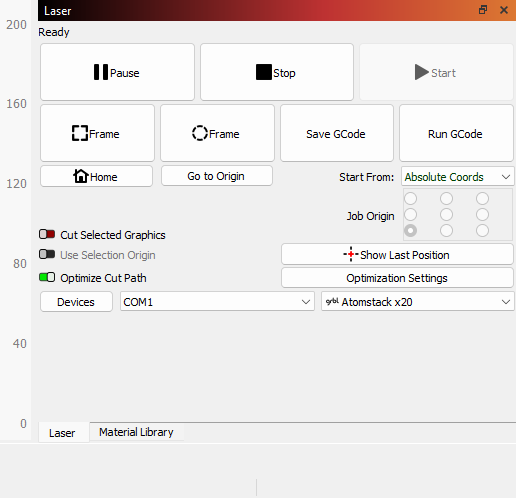 200
Laser
Ready
Pause Stop Start
160
Frame Frame Save GCode Run GCode
120
Home Go to Origin Start From: Absolute Coords
Job Origin
Cut Selected Graphics
Use Selection Origin Show Last Position
80
Optimize Cut Path Optimization Settings
Devices COM1 grbl Atomstack x20
40
0
Laser Material Library